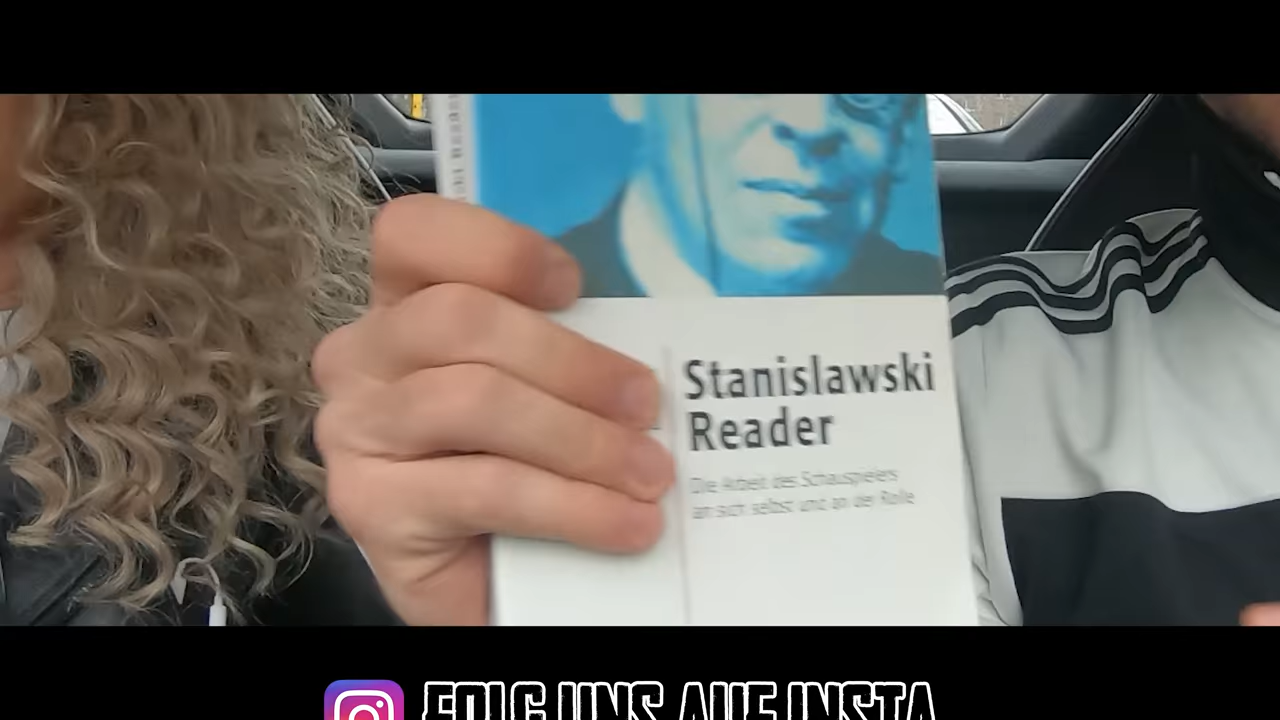 Stanislawski
Reader
Die Arbeit des Schauspielers
an sich selbst und an der Rolle
FOLG UNS AUF INSTA